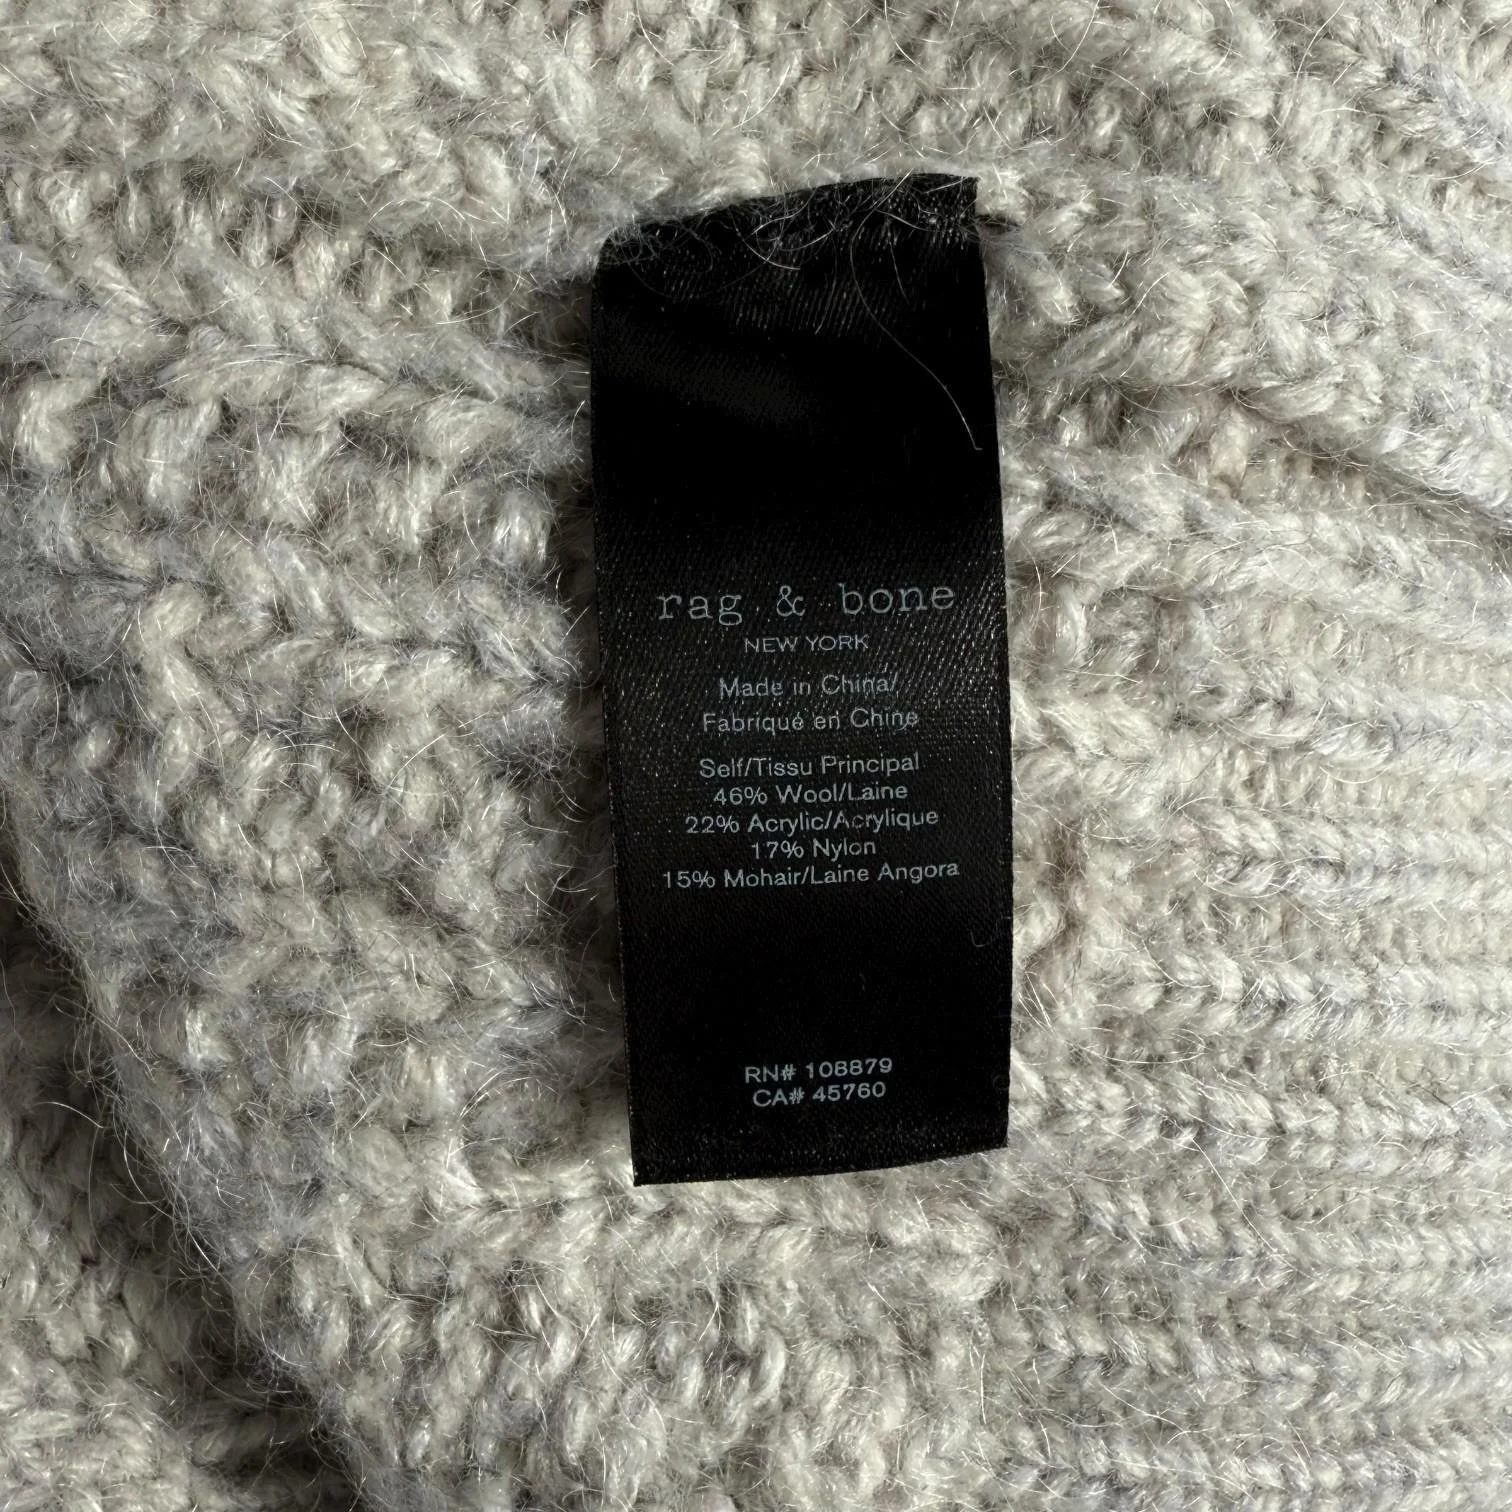 rag & bone
NEW YORK
Made in China/
Fabriqué en Chine
Self/Tissu Principal
46% Wool/Laine
22% Acrylic/Acrylique
17% Nylon
15% Mohair/Laine Angora
RN# 108879
CA# 45760